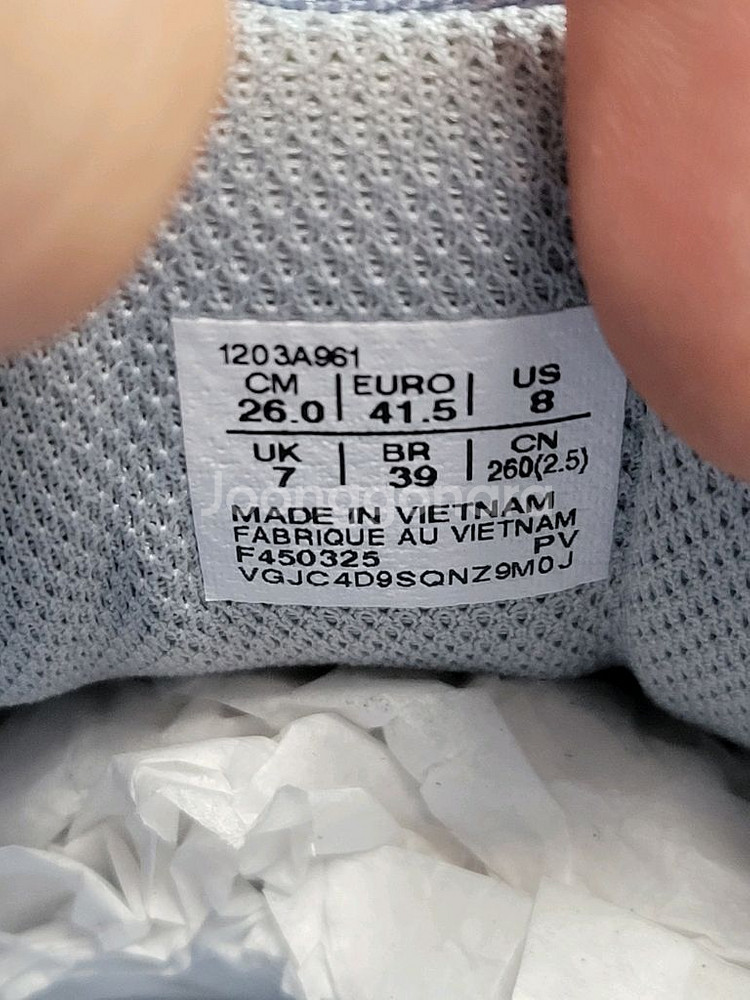 1203A961
CM | EURO | US
26.0 | 41.5 | 8
UK | BR | CN
7 | 39 | 260(2.5)
Joonggonara
MADE IN VIETNAM
FABRIQUE AU VIETNAM
F450325 PV
VGJC4D9SQNZ9M0J